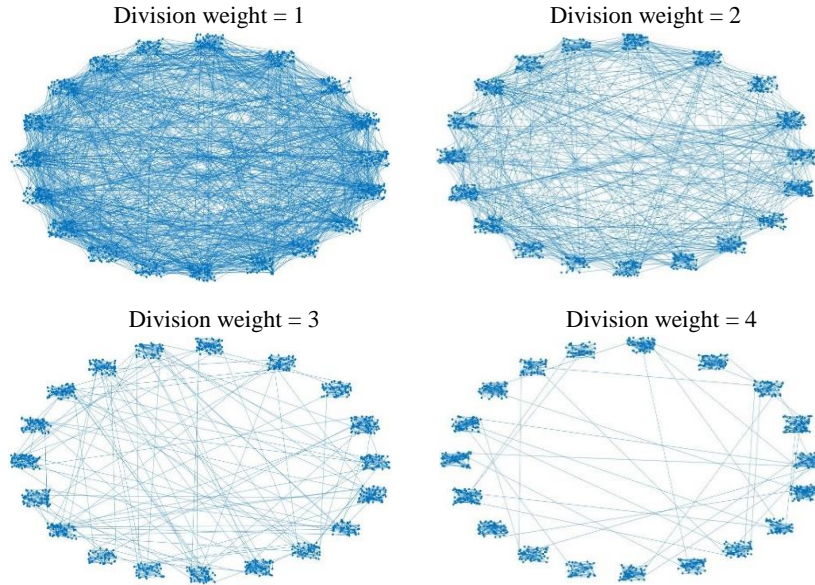 Division weight = 1
Division weight = 2
Division weight = 3
Division weight = 4